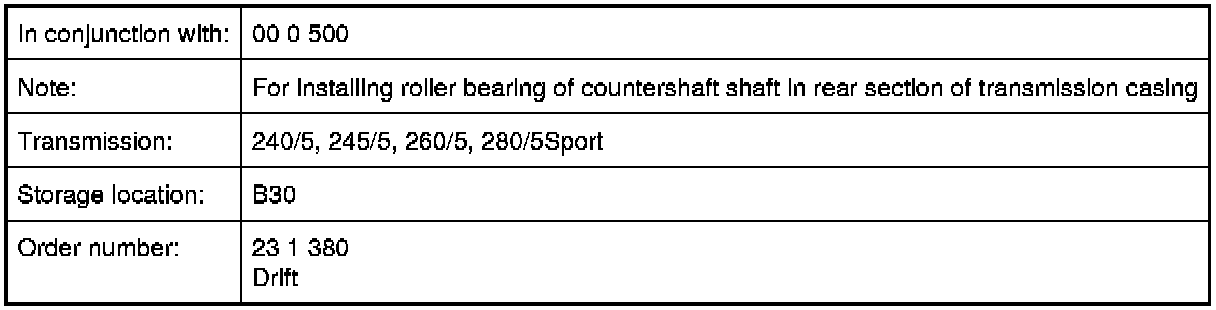 In conjunction with: 00 0 500
Note: For installing roller bearing of countershaft shaft in rear section of transmission casing
Transmission: 240/5, 245/5, 260/5, 280/5Sport
Storage location: B30
Order number: 23 1 380
Drift